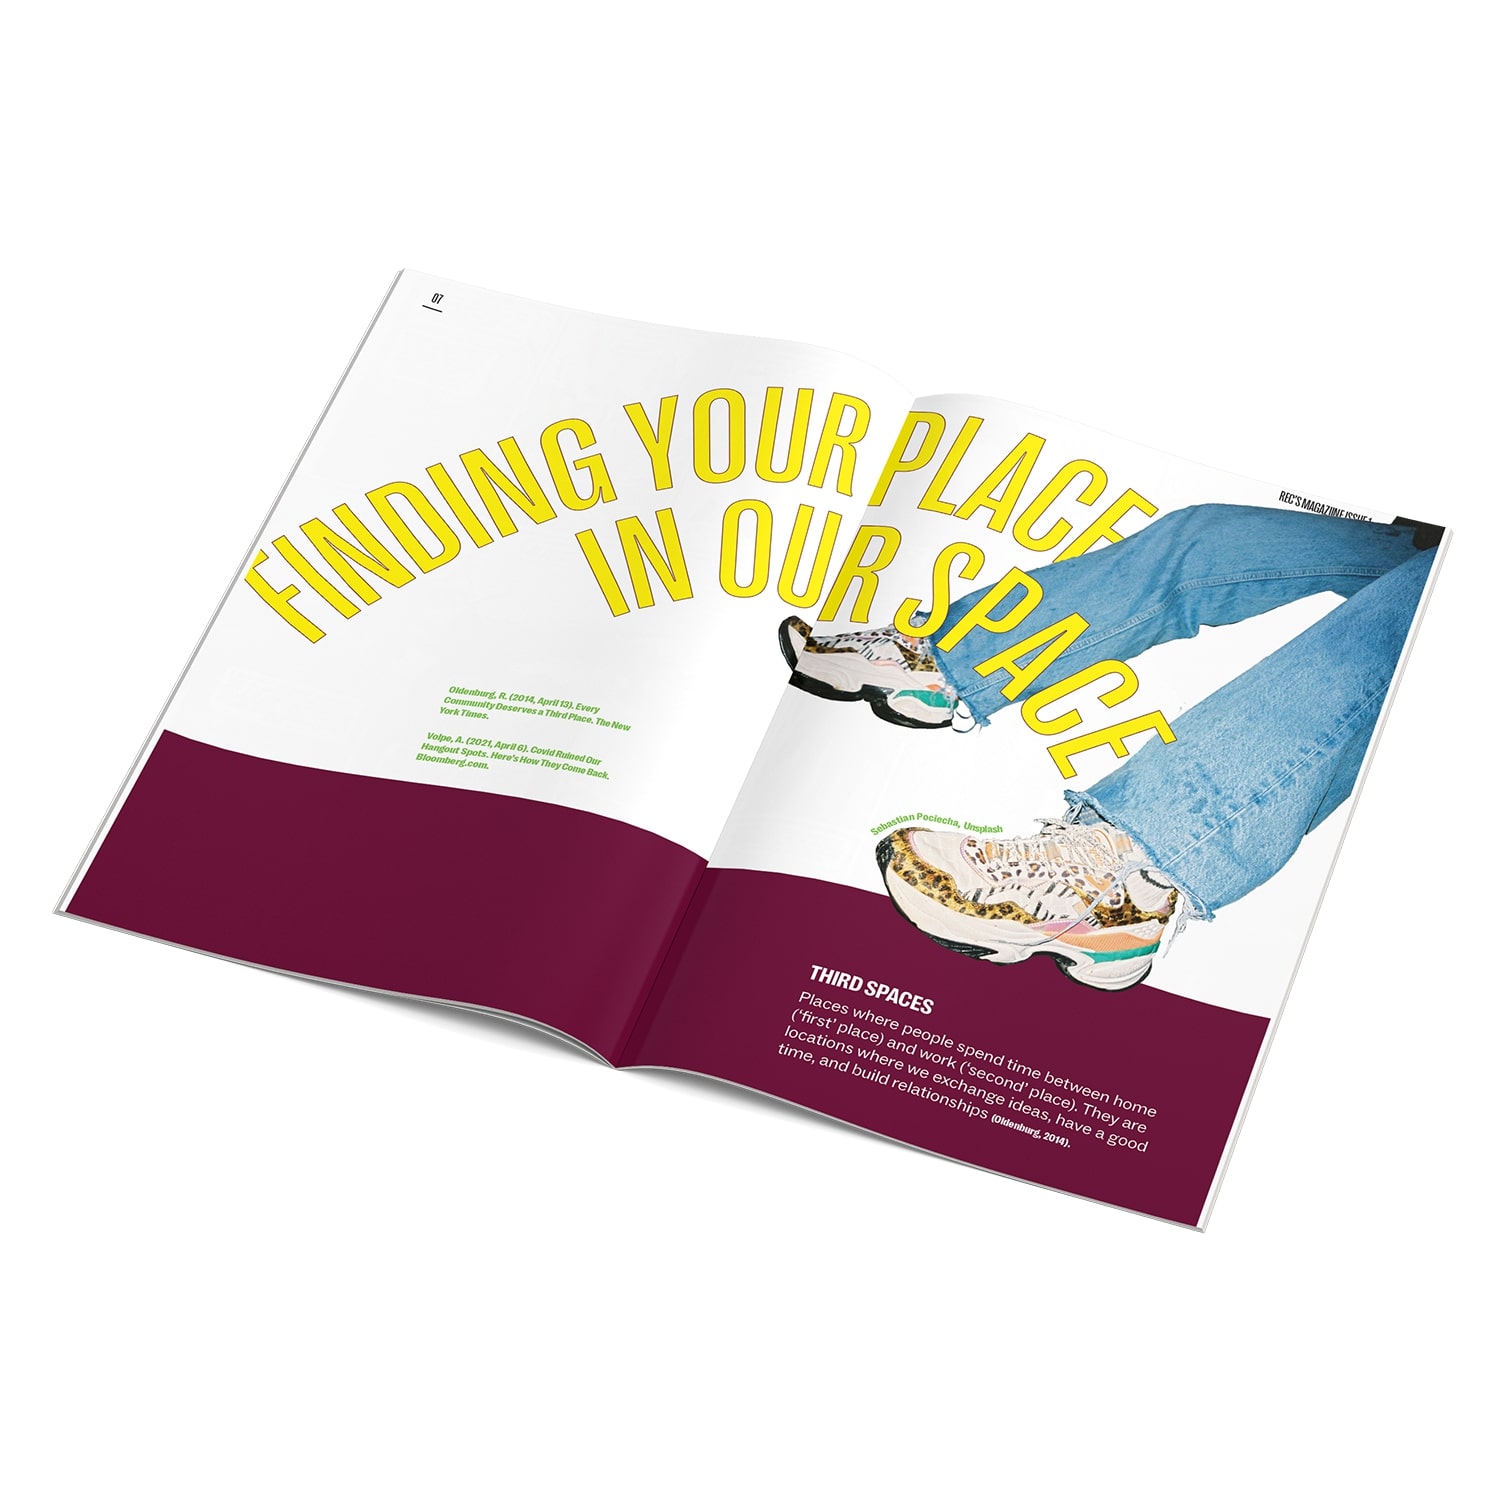 07
FINDING YOUR PLACE
IN OUR SPACE
REC'S MAGAZINE ISSUE 1
Oldenburg, R. (2014, April 13). Every
Community Deserves a Third Place. The New
York Times.
Volpe, A. (2021, April 6). Covid Ruined Our
Hangout Spots. Here's How They Come Back.
Bloomberg.com.
Sebastian Pociecha, Unsplash
THIRD SPACES
Places where people spend time between home
('first' place) and work ('second' place). They are
locations where we exchange ideas, have a good
time, and build relationships (Oldenburg, 2014).